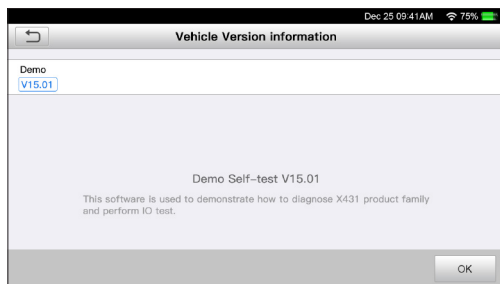 Dec 25 09:41AM 75%
Vehicle Version information
Demo
V15.01
Demo Self-test V15.01
This software is used to demonstrate how to diagnose X431 product family
and perform IO test.
OK